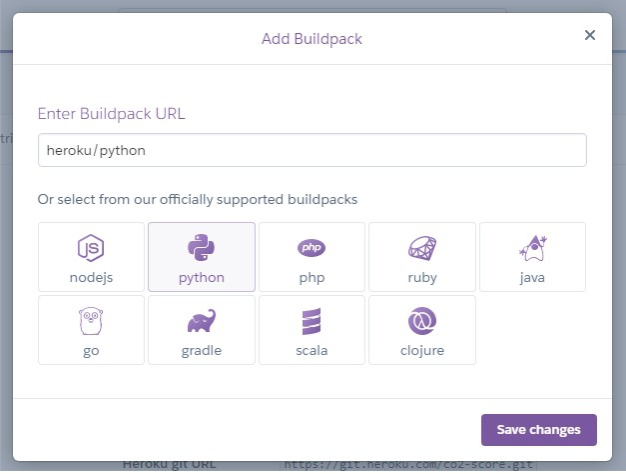 Add Buildpack
Enter Buildpack URL
heroku/python
Or select from our officially supported buildpacks
JS php
nodejs python php ruby java
go gradle scala clojure
Save changes
Heroku git URL https://git.heroku.com/co2-score.git